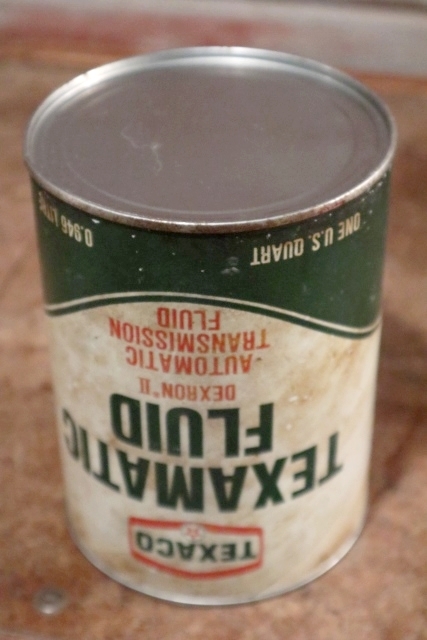 TEXACO
TEXAMATIC
FLUID
DEXRON® II
AUTOMATIC
TRANSMISSION
FLUID
ONE U.S. QUART
0.946 LITRE